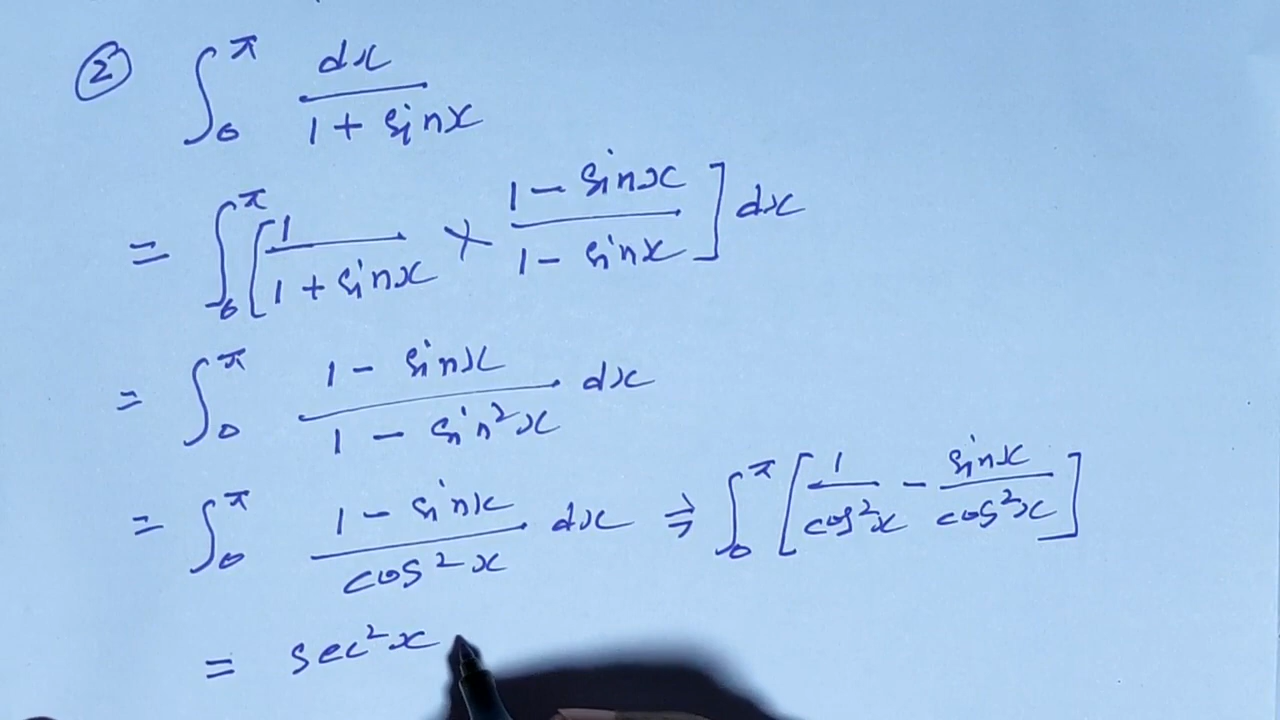 ② ∫₀^π dx / (1 + sinx)
= ∫₀^π [1 / (1 + sinx) × (1 - sinx) / (1 - sinx)] dx
= ∫₀^π (1 - sinx) / (1 - sin²x) dx
= ∫₀^π (1 - sinx) / cos²x dx ⇒ ∫₀^π [1 / cos²x - sinx / cos²x]
= sec²x